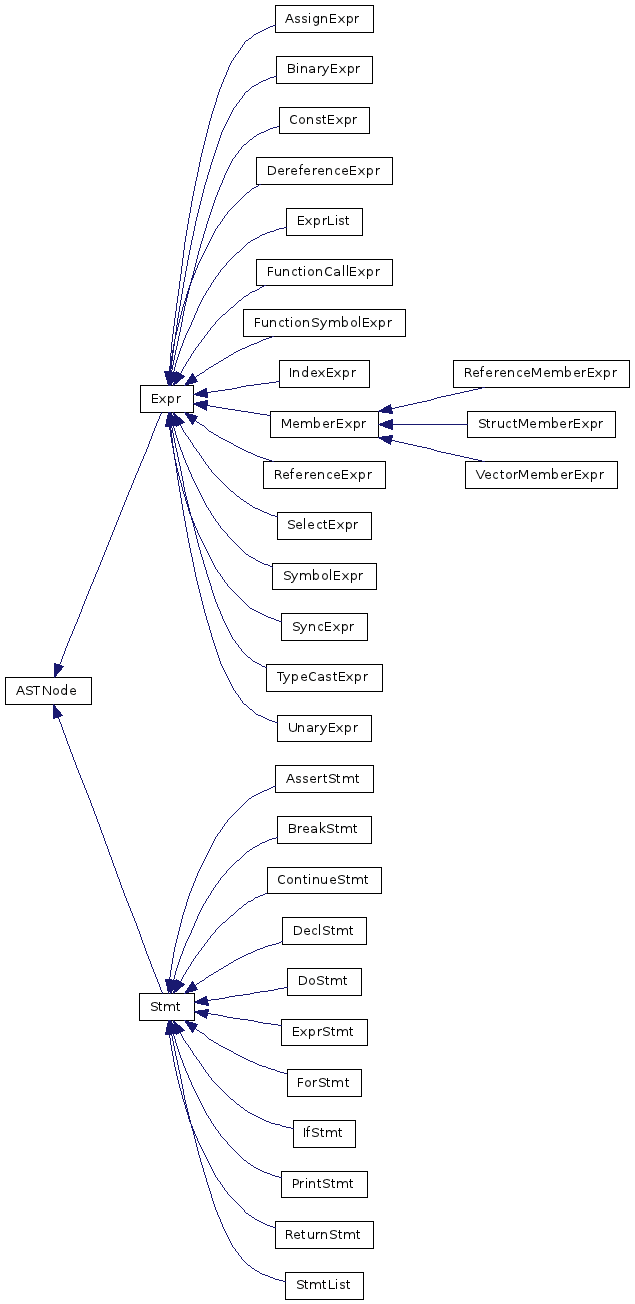 AssignExpr
BinaryExpr
ConstExpr
DereferenceExpr
ExprList
FunctionCallExpr
FunctionSymbolExpr
IndexExpr
ReferenceMemberExpr
Expr
MemberExpr
StructMemberExpr
ReferenceExpr
VectorMemberExpr
SelectExpr
SymbolExpr
SyncExpr
TypeCastExpr
ASTNode
UnaryExpr
AssertStmt
BreakStmt
ContinueStmt
DeclStmt
DoStmt
Stmt
ExprStmt
ForStmt
IfStmt
PrintStmt
ReturnStmt
StmtList